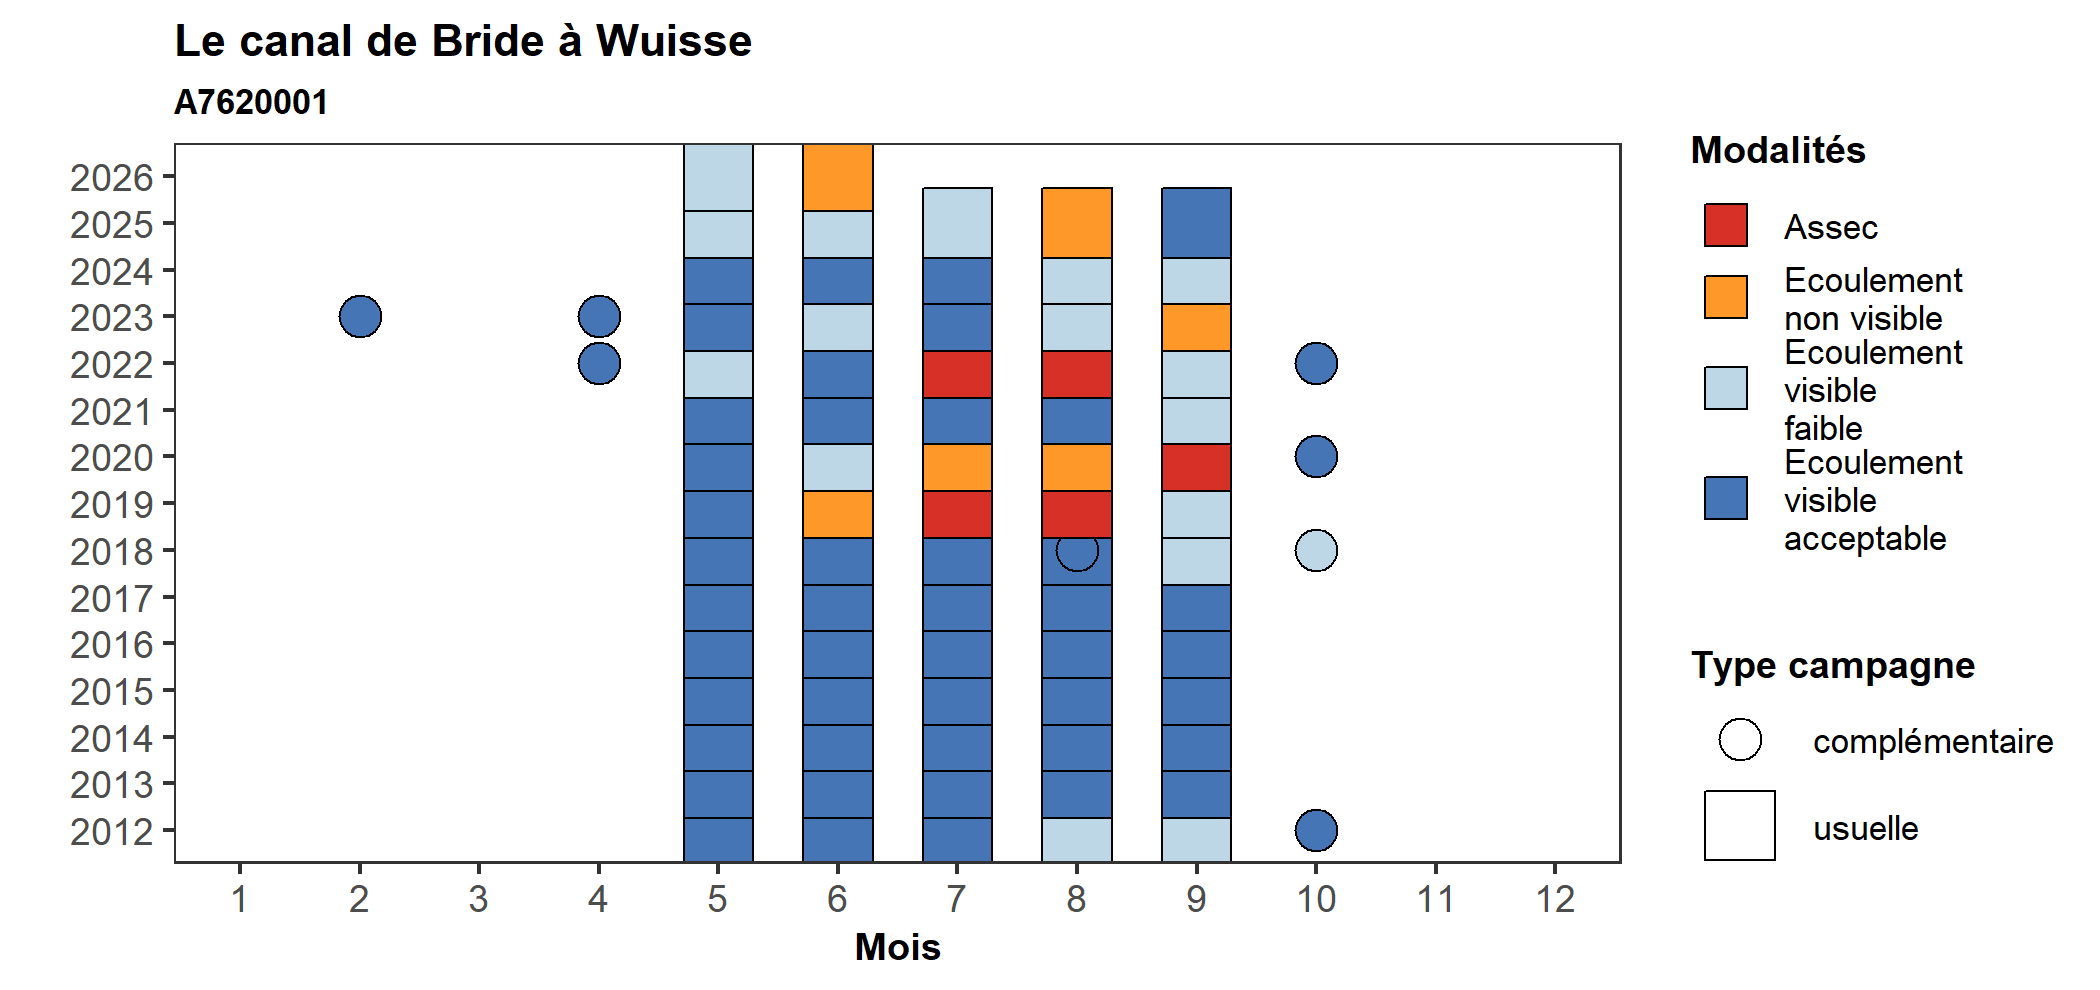 Le canal de Bride à Wuisse
A7620001
2026
2025
2024
2023
2022
2021
2020
2019
2018
2017
2016
2015
2014
2013
2012
1 2 3 4 5 6 7 8 9 10 11 12
Mois
Modalités
Assec
Ecoulement
non visible
Ecoulement
visible
faible
Ecoulement
visible
acceptable
Type campagne
complémentaire
usuelle